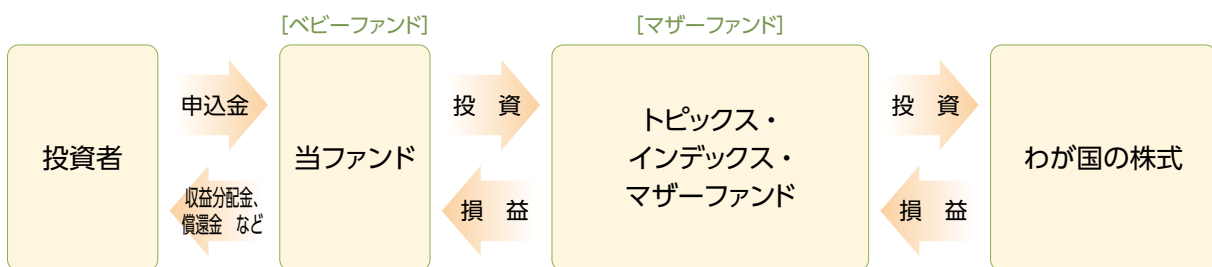 [ベビーファンド]
[マザーファンド]
投資者
申込金
収益分配金、
償還金 など
当ファンド
投 資
損 益
トピックス・
インデックス・
マザーファンド
投 資
損 益
わが国の株式